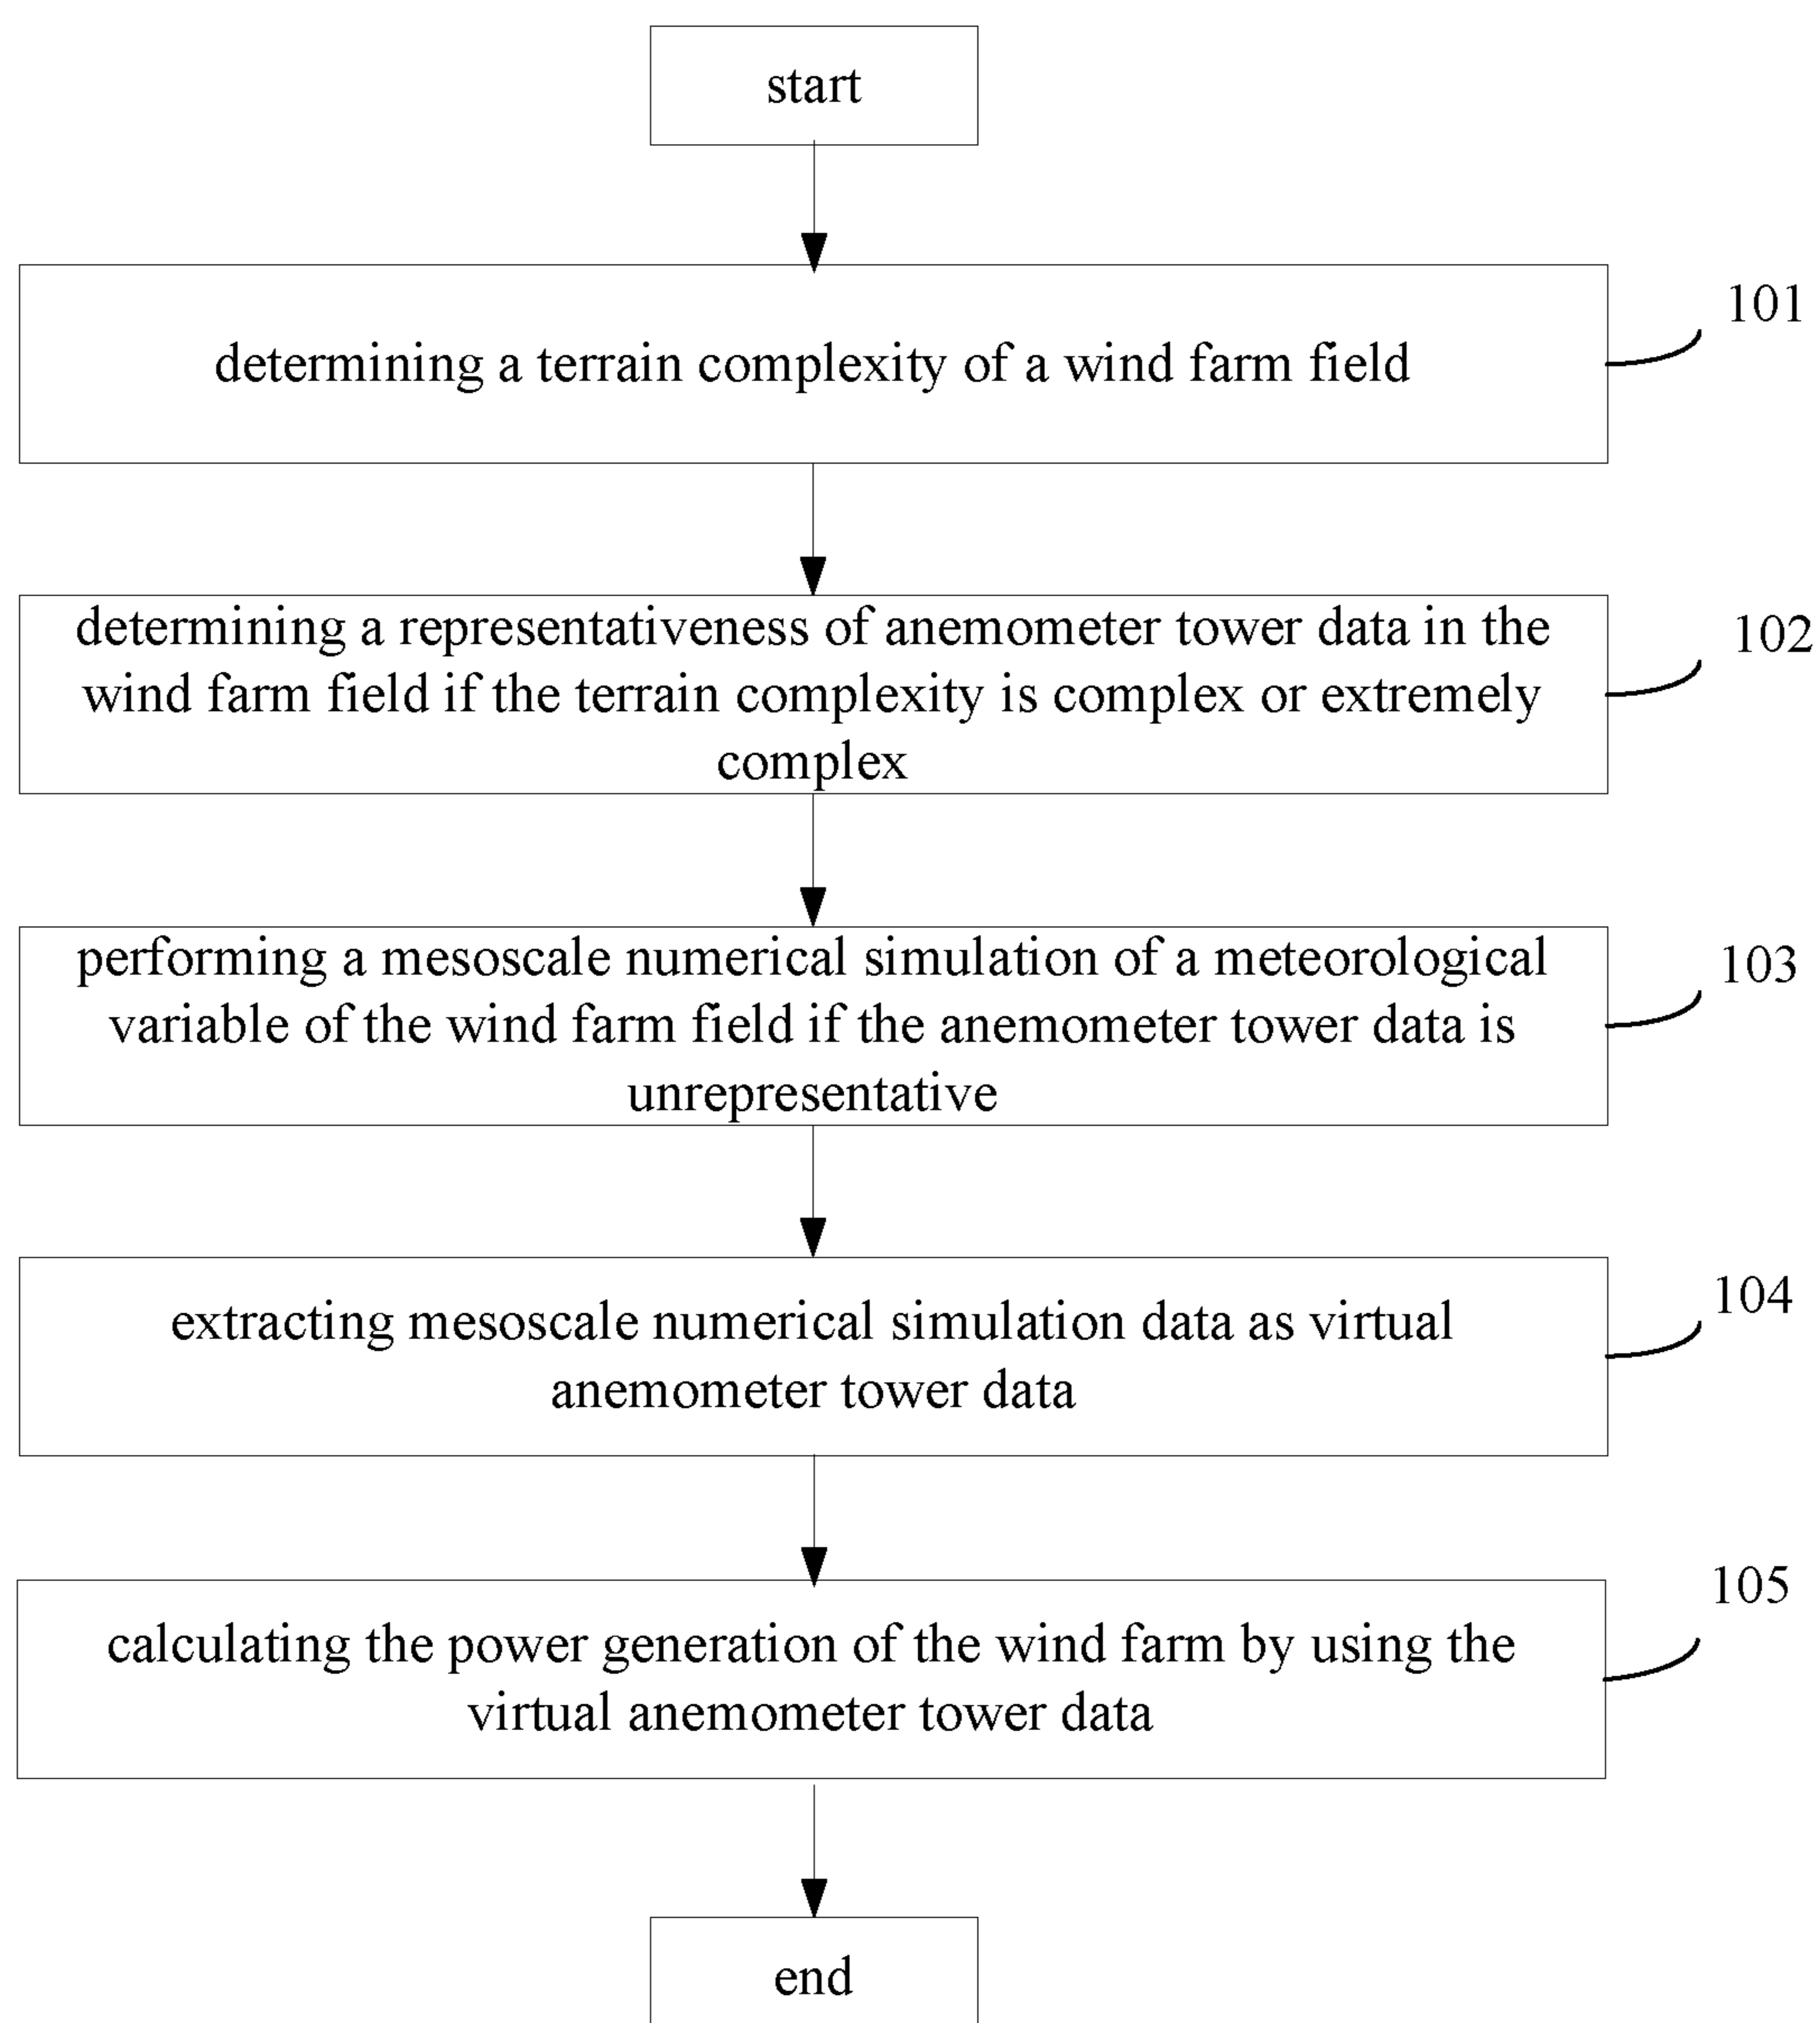 start
determining a terrain complexity of a wind farm field
101
determining a representativeness of anemometer tower data in the
wind farm field if the terrain complexity is complex or extremely
complex
102
performing a mesoscale numerical simulation of a meteorological
variable of the wind farm field if the anemometer tower data is
unrepresentative
103
extracting mesoscale numerical simulation data as virtual
anemometer tower data
104
calculating the power generation of the wind farm by using the
virtual anemometer tower data
105
end